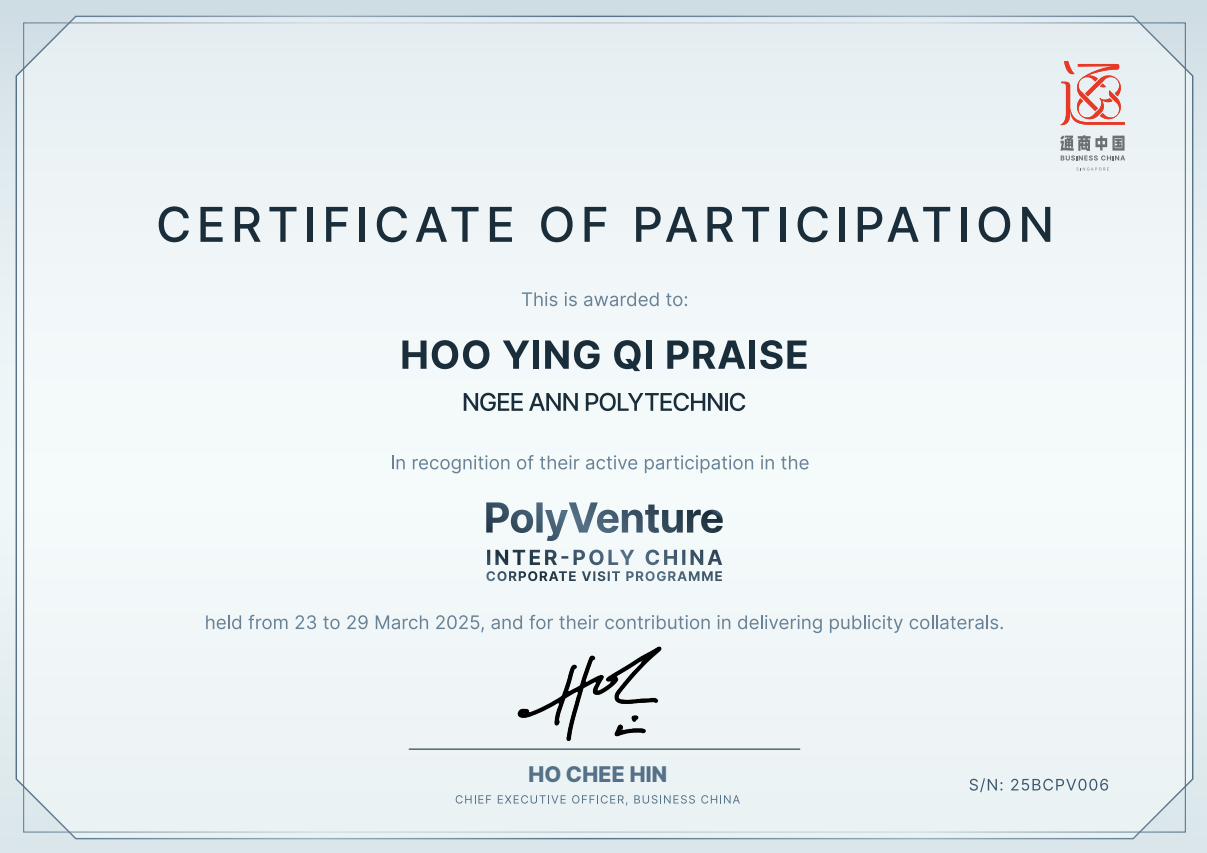 通商中国
BUSINESS CHINA
SINGAPORE
CERTIFICATE OF PARTICIPATION
This is awarded to:
HOO YING QI PRAISE
NGEE ANN POLYTECHNIC
In recognition of their active participation in the
PolyVenture
INTER-POLY CHINA
CORPORATE VISIT PROGRAMME
held from 23 to 29 March 2025, and for their contribution in delivering publicity collaterals.
HO CHEE HIN
CHIEF EXECUTIVE OFFICER, BUSINESS CHINA
S/N: 25BCPV006